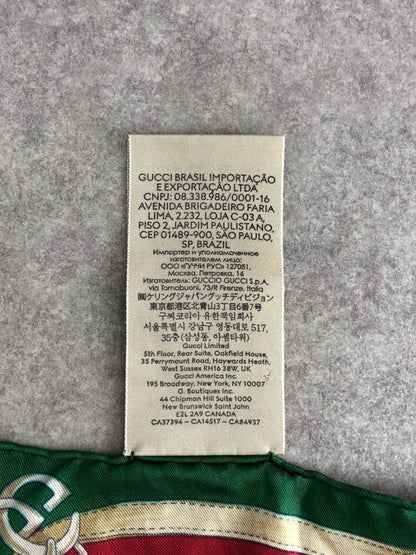 GUCCI BRASIL IMPORTAÇÃO
E EXPORTAÇÃO LTDA
CNPJ: 08.338.986/0001-16
AVENIDA BRIGADEIRO FARIA
LIMA, 2.232, LOJA C-03 A,
PISO 2, JARDIM PAULISTANO,
CEP 01489-900, SÃO PAULO,
SP, BRAZIL
Импортер и уполномоченное
изготовителем лицо:
ООО «ГУЧЧИ РУС» 127051,
Москва, Петровка, 16
Изготовитель: GUCCIO GUCCI S.p.A.
via Tornabuoni, 73/R Firenze, Italia
㈱ケリングジャパングッチディビジョン
東京都港区北青山3-6-1
구찌코리아 유한책임회사
서울특별시 강남구 영동대로 517,
35층 (삼성동, 아셈타워)
Gucci Limited
5th Floor, Rear Suite, Oakfield House,
35 Perrymount Road, Haywards Heath,
West Sussex RH16 3BW, UK
Gucci America Inc.
195 Broadway, New York, NY 10007
G. Boutiques Inc.
44 Chipman Hill Suite 1000
New Brunswick Saint John
E2L 2A9 CANADA
CA37394 - CA14517 - CA84937